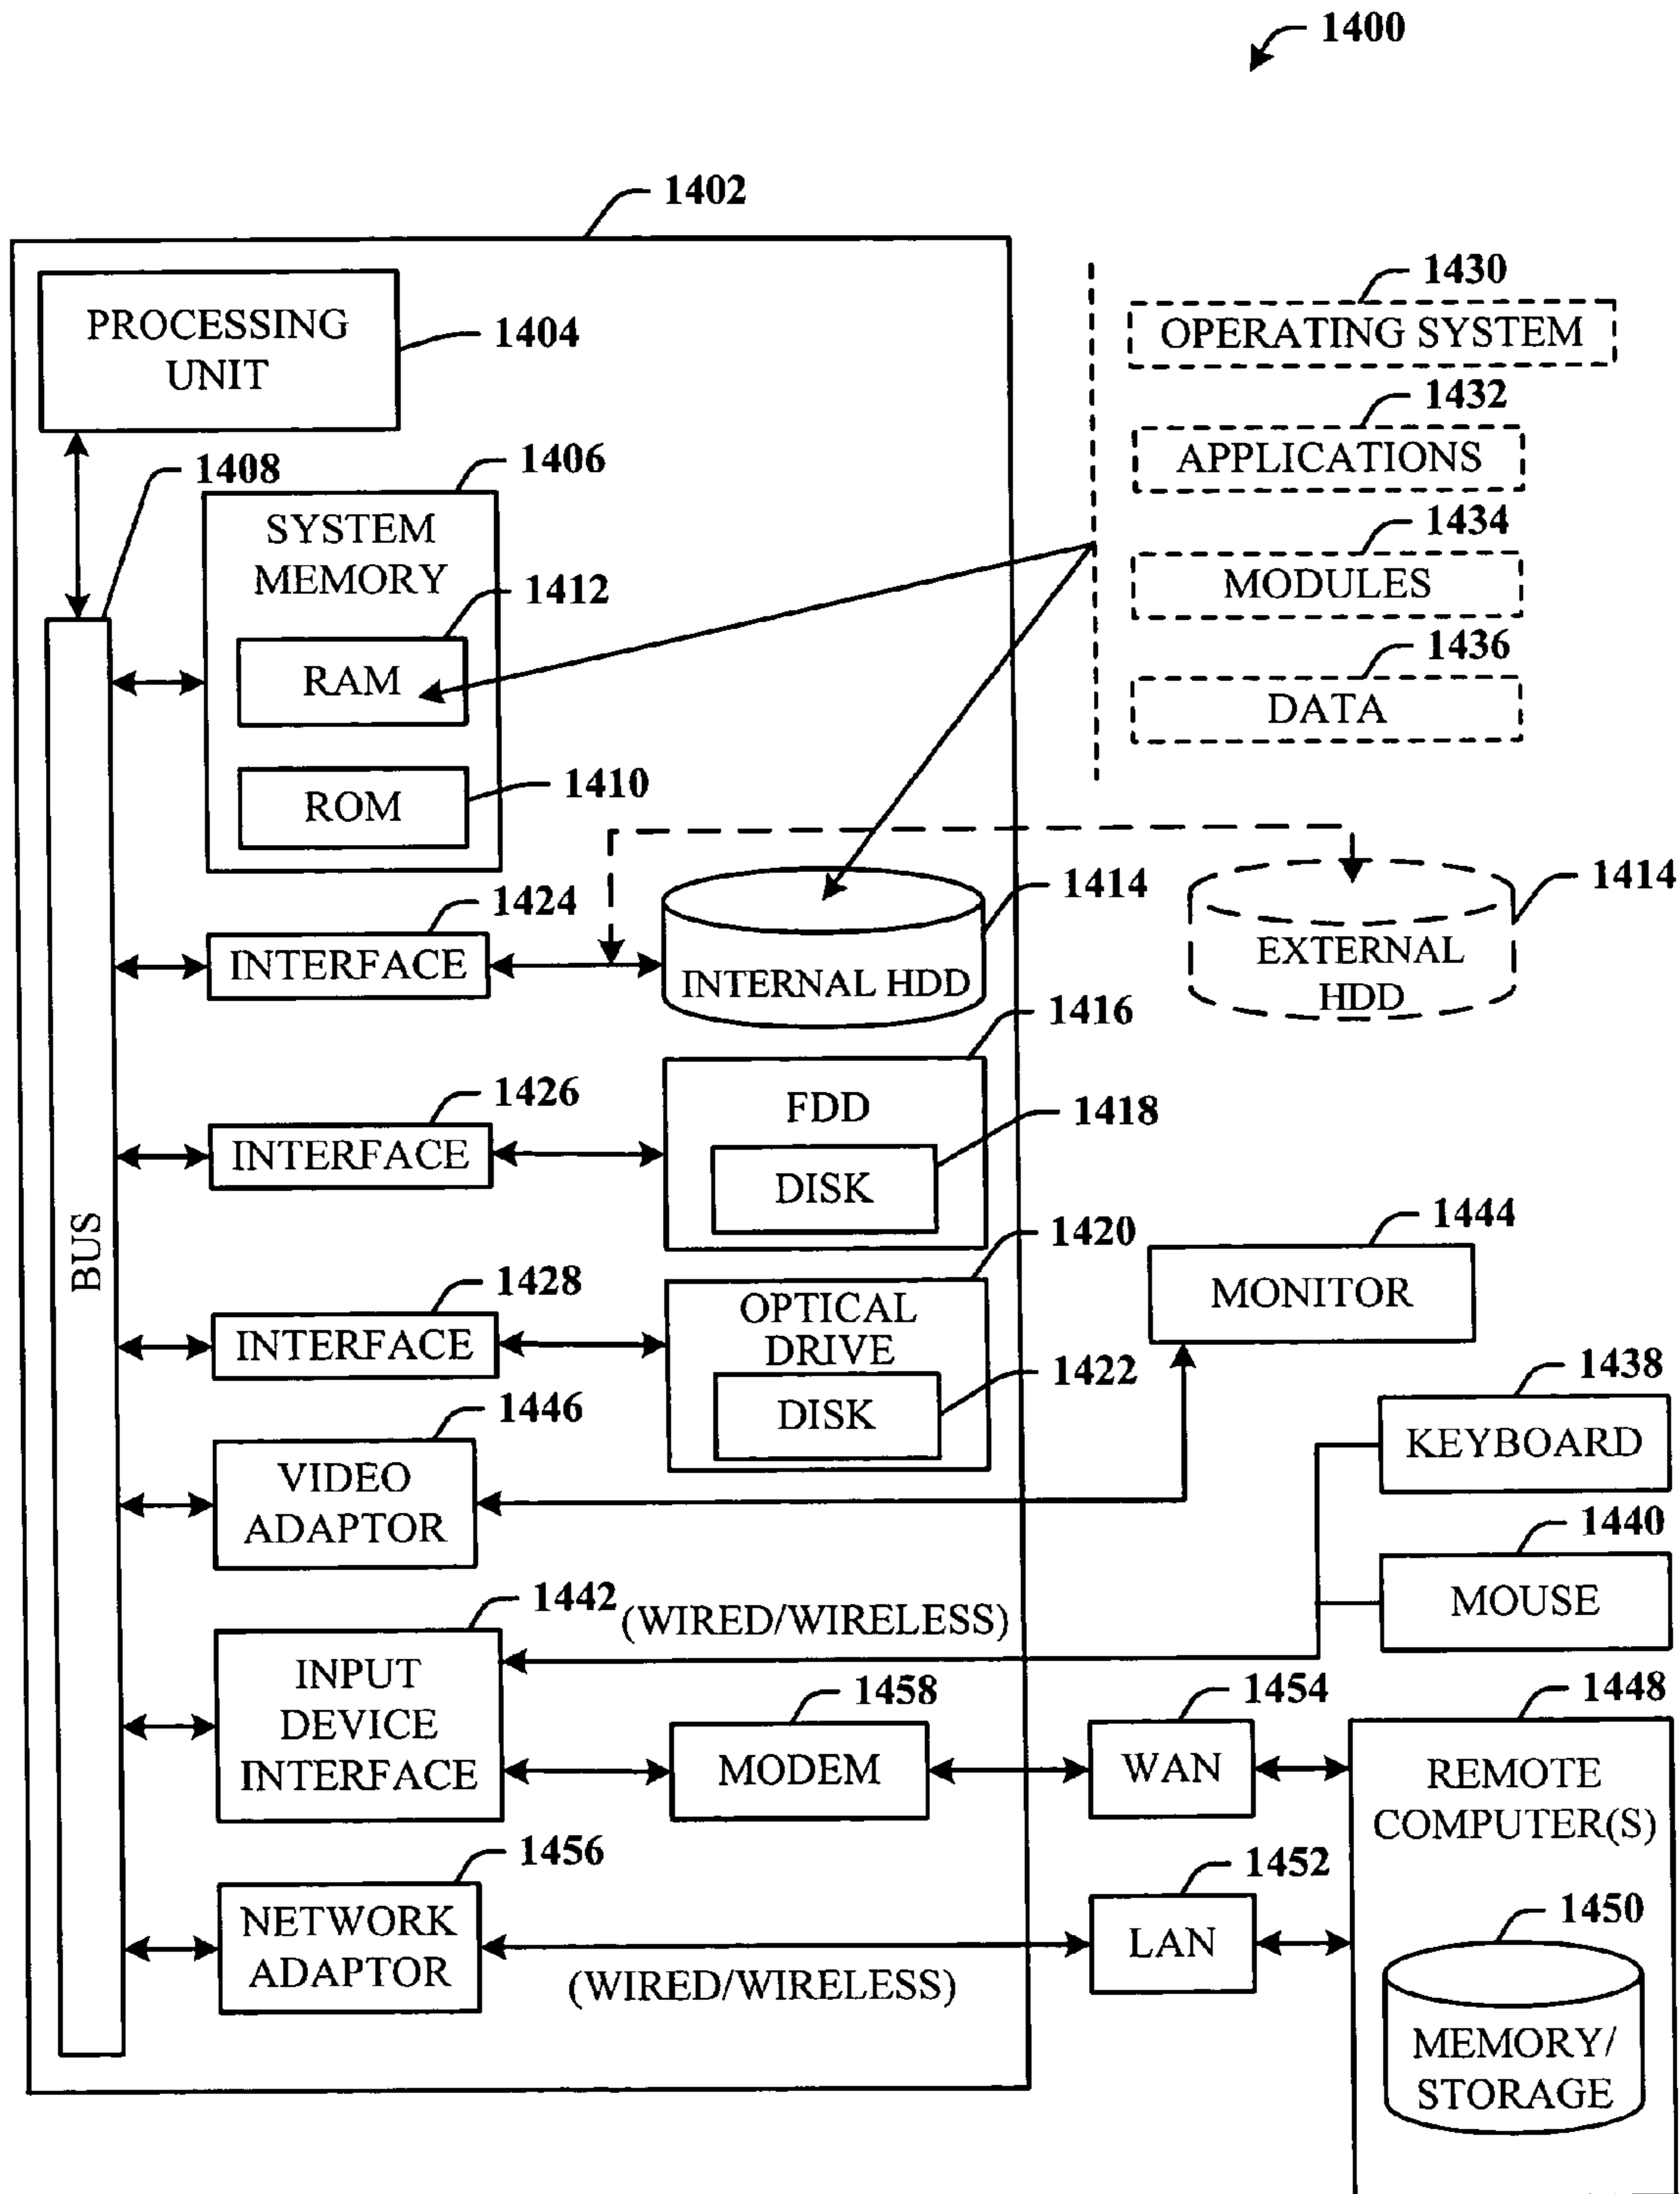 1400
1402
PROCESSING
UNIT
1404
1430
OPERATING SYSTEM
1432
APPLICATIONS
1434
MODULES
1436
DATA
1408
1406
SYSTEM
MEMORY
1412
RAM
1410
ROM
1424
INTERFACE
1414
INTERNAL HDD
1414
EXTERNAL
HDD
1416
FDD
1426
INTERFACE
1418
DISK
BUS
1420
OPTICAL
DRIVE
1428
INTERFACE
1422
DISK
1444
MONITOR
1446
VIDEO
ADAPTOR
1438
KEYBOARD
1440
MOUSE
1442
(WIRED/WIRELESS)
INPUT
DEVICE
INTERFACE
1458
MODEM
1454
WAN
1448
REMOTE
COMPUTER(S)
1456
NETWORK
ADAPTOR
(WIRED/WIRELESS)
1452
LAN
1450
MEMORY/
STORAGE